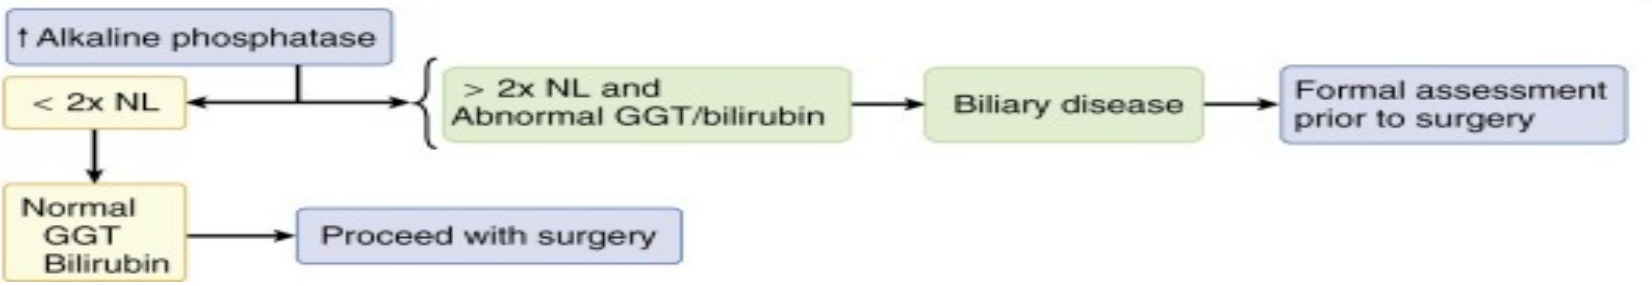 ↑ Alkaline phosphatase
< 2x NL
> 2x NL and
Abnormal GGT/bilirubin
Biliary disease
Formal assessment
prior to surgery
Normal
GGT
Bilirubin
Proceed with surgery